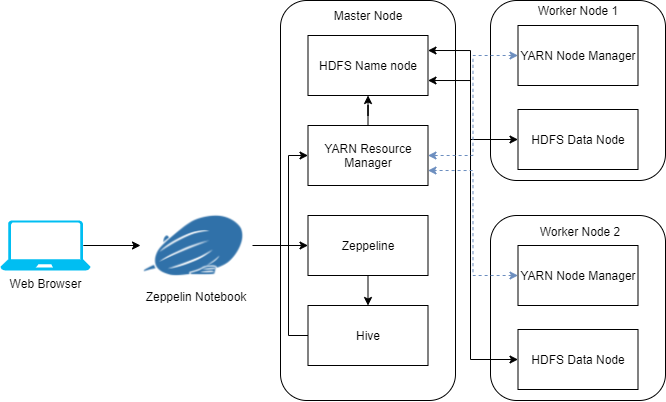 Master Node
HDFS Name node
YARN Resource
Manager
Zeppeline
Hive
Web Browser
Zeppelin Notebook
Worker Node 1
YARN Node Manager
HDFS Data Node
Worker Node 2
YARN Node Manager
HDFS Data Node